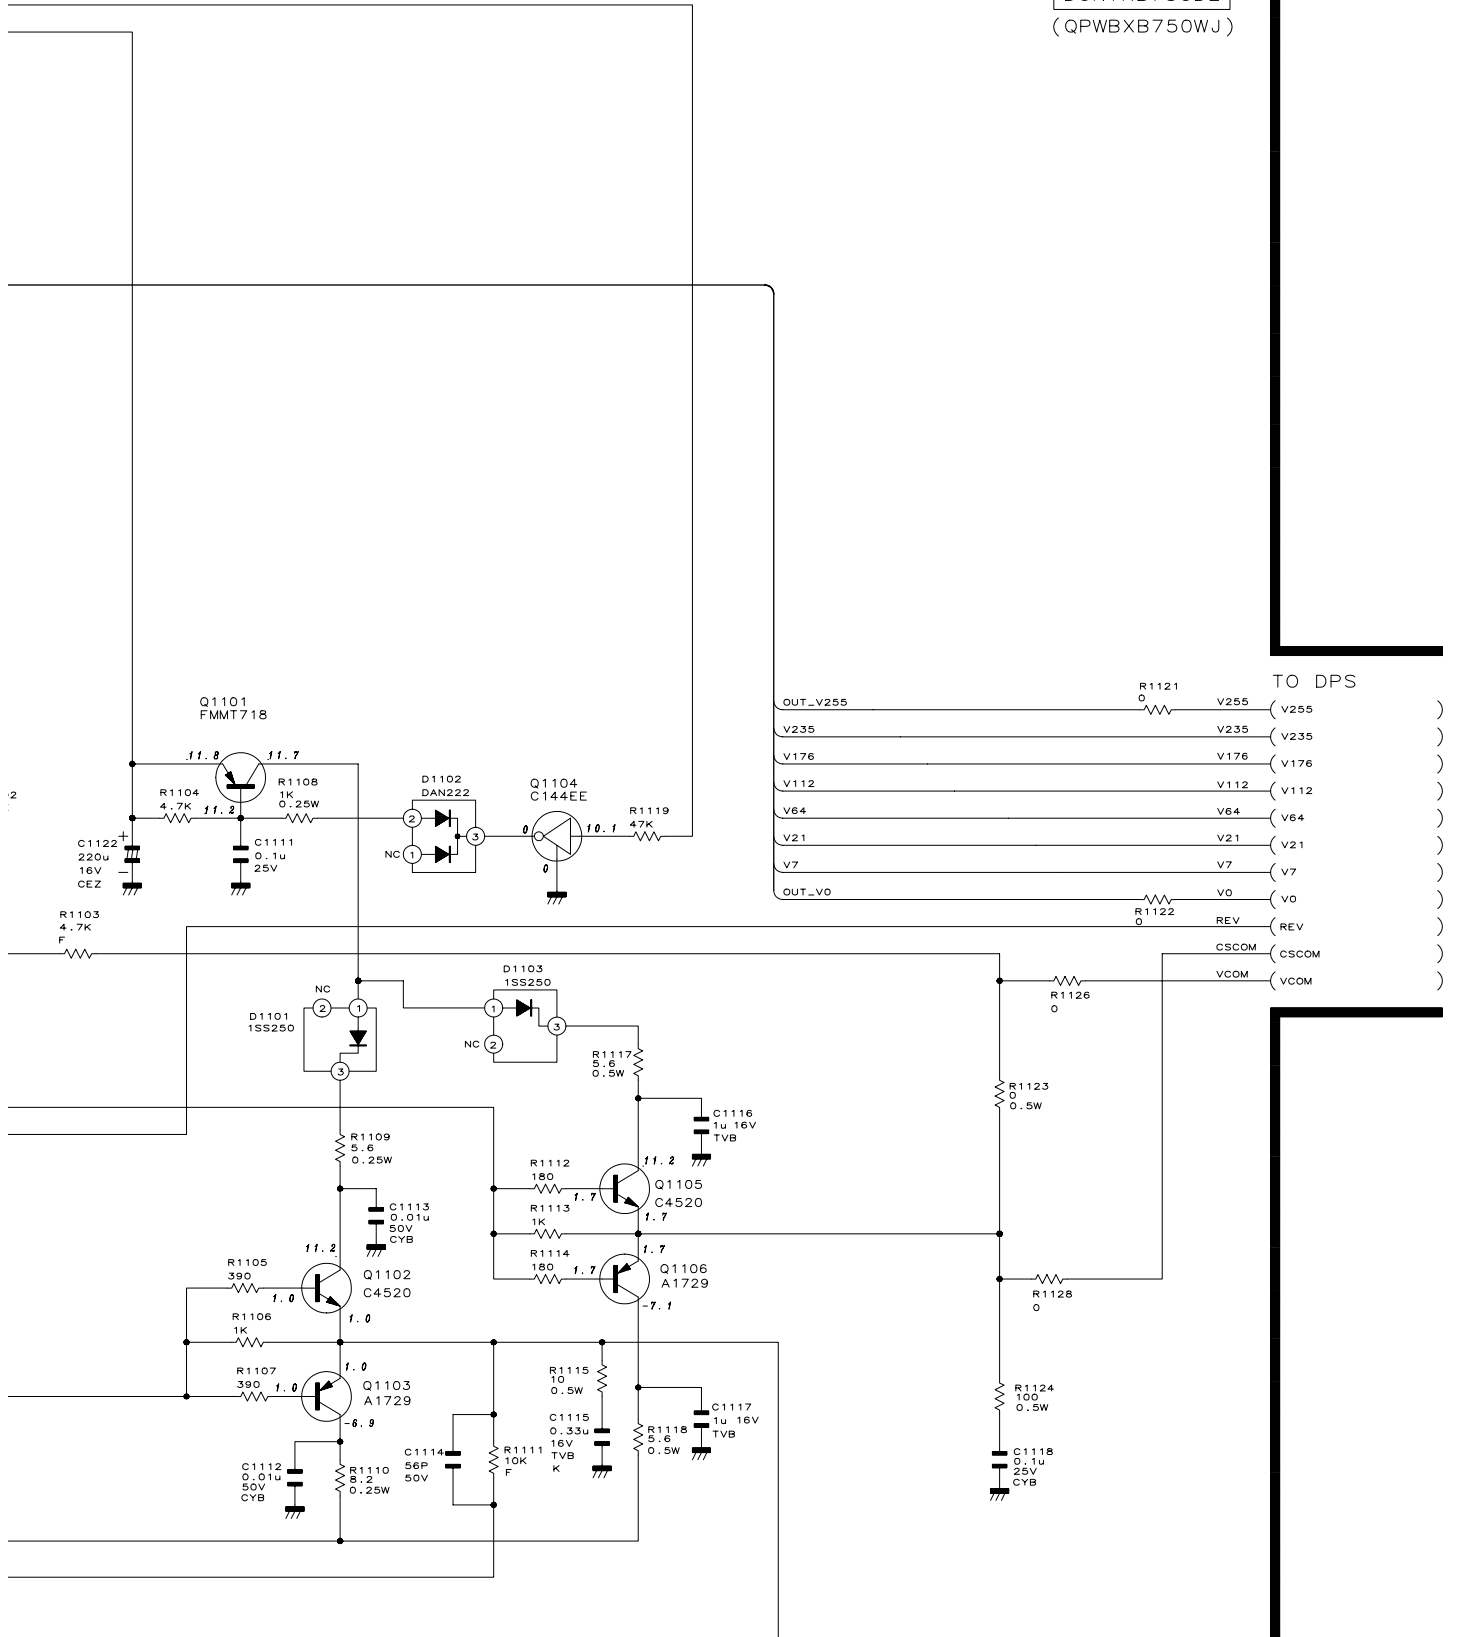 (QPWBXB750WJ)
TO DPS
R1121
0
OUT_V255
V255
V255
V235
V235
V235
V176
V176
V176
V112
V112
V112
V64
V64
V64
V21
V21
V21
V7
V7
V7
OUT_V0
V0
V0
R1122
0
REV
REV
CSCOM
CSCOM
VCOM
VCOM
R1126
0
Q1101
FMMT718
11.8
11.7
R1104
4.7K
11.2
R1108
1K
0.25W
D1102
DAN222
2
3
NC
1
Q1104
C144EE
0
10.1
0
R1119
47K
C1122
220u
16V
CEZ
+
−
C1111
0.1u
25V
R1103
4.7K
F
NC
2
1
D1101
1SS250
3
D1103
1SS250
1
3
NC
2
R1117
5.6
0.5W
C1116
1u 16V
TVB
R1123
0
0.5W
R1109
5.6
0.25W
C1113
0.01u
50V
CYB
R1112
180
1.7
11.2
Q1105
C4520
1.7
R1113
1K
R1114
180
1.7
1.7
Q1106
A1729
-7.1
R1128
0
11.2
R1105
390
1.0
Q1102
C4520
1.0
R1106
1K
R1107
390
1.0
1.0
Q1103
A1729
-6.9
C1112
0.01u
50V
CYB
R1110
8.2
0.25W
C1114
56P
50V
R1111
10K
F
R1115
10
0.5W
C1115
0.33u
16V
TVB
K
R1118
5.6
0.5W
C1117
1u 16V
TVB
R1124
100
0.5W
C1118
0.1u
25V
CYB